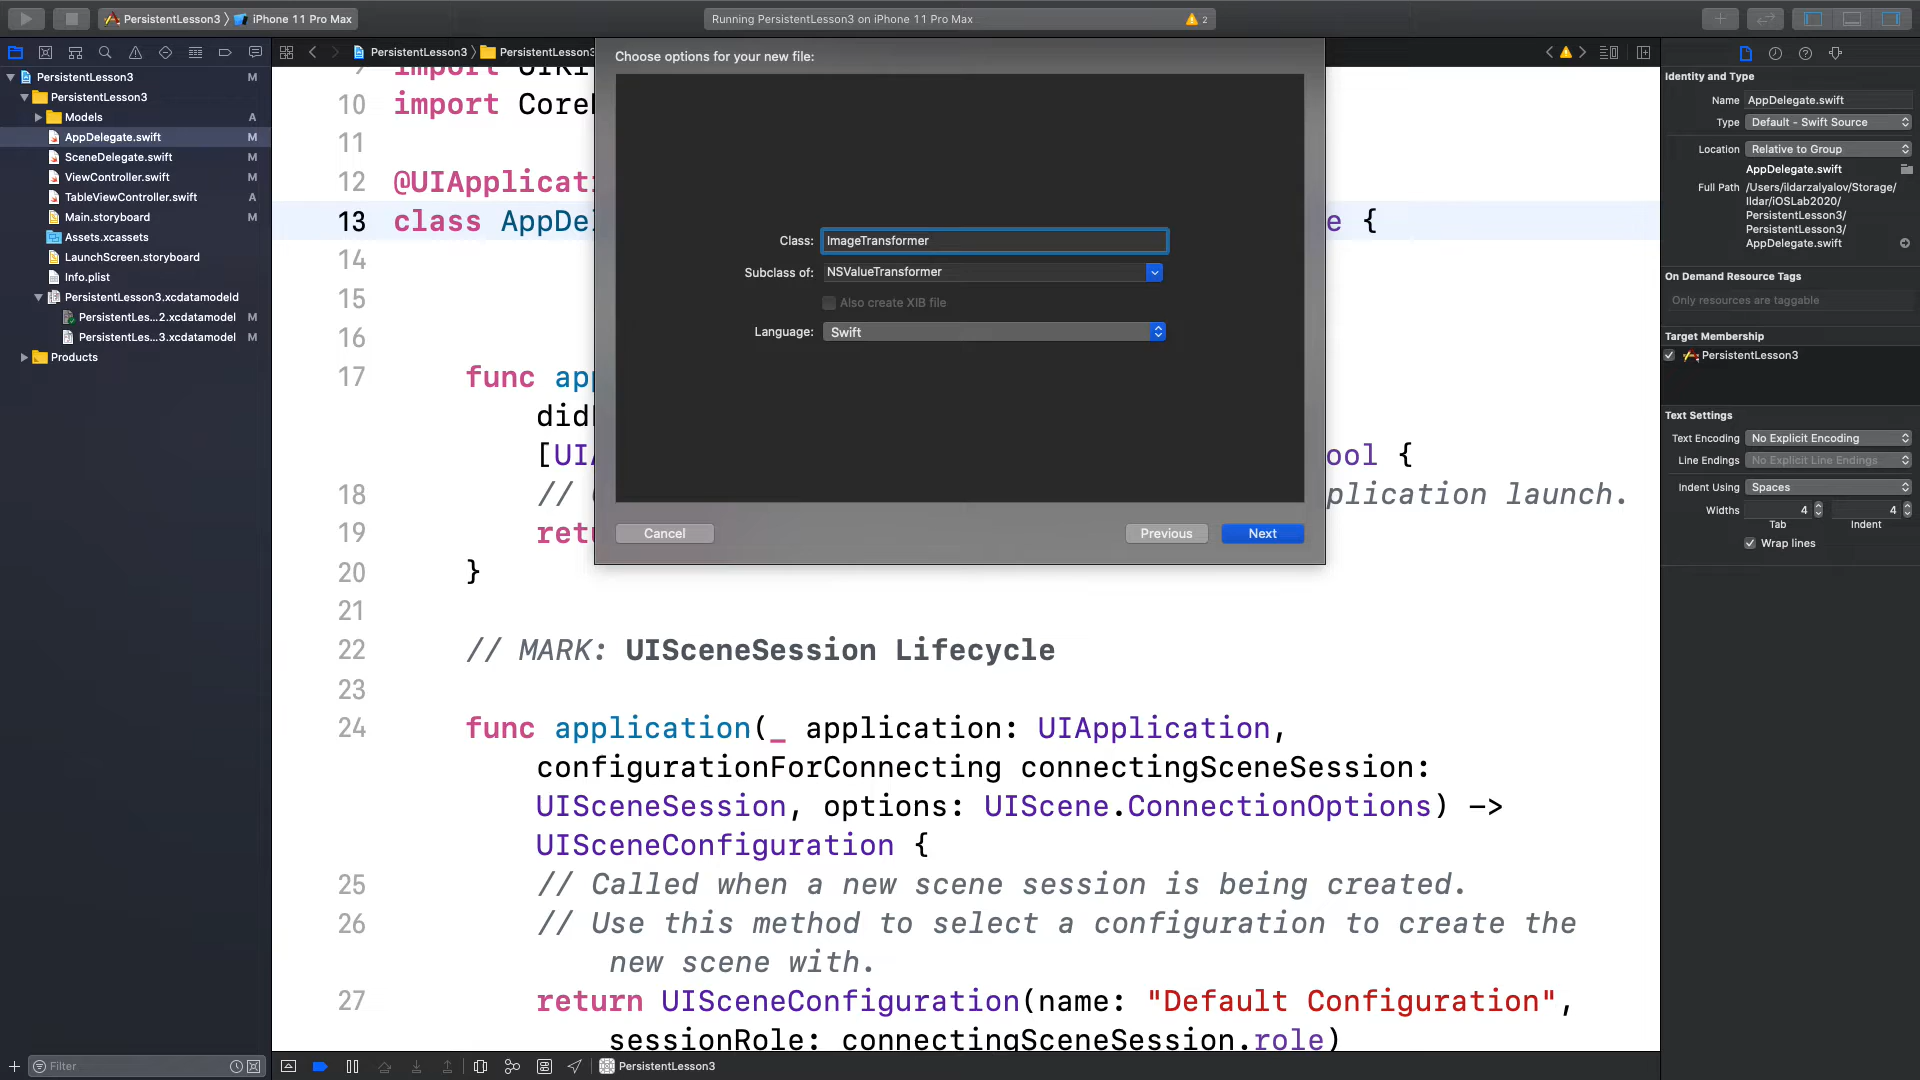 PersistentLesson3 〉 iPhone 11 Pro Max
Running PersistentLesson3 on iPhone 11 Pro Max
2
PersistentLesson3 M
PersistentLesson3
Models A
AppDelegate.swift M
SceneDelegate.swift M
ViewController.swift M
TableViewController.swift A
Main.storyboard M
Assets.xcassets
LaunchScreen.storyboard
Info.plist
PersistentLesson3.xcdatamodeld
PersistentLes...2.xcdatamodel M
PersistentLes...3.xcdatamodel M
Products
Filter
PersistentLesson3 〉 PersistentLesson3
Choose options for your new file:
Class: ImageTransformer
Subclass of: NSValueTransformer
Also create XIB file
Language: Swift
Cancel
Previous
Next
10 import Core
11
12 @UIApplicati
13 class AppDe e {
14
15
16
17 func app
did
[UI ool {
18 // plication launch.
19 retu
20 }
21
22 // MARK: UISceneSession Lifecycle
23
24 func application(_ application: UIApplication,
configurationForConnecting connectingSceneSession:
UISceneSession, options: UIScene.ConnectionOptions) ->
UISceneConfiguration {
25 // Called when a new scene session is being created.
26 // Use this method to select a configuration to create the
new scene with.
27 return UISceneConfiguration(name: "Default Configuration",
sessionRole: connectingSceneSession.role)
PersistentLesson3
Identity and Type
Name AppDelegate.swift
Type Default - Swift Source
Location Relative to Group
AppDelegate.swift
Full Path /Users/ildarzalyalov/Storage/
Ildar/iOSLab2020/
PersistentLesson3/
PersistentLesson3/
AppDelegate.swift
On Demand Resource Tags
Only resources are taggable
Target Membership
PersistentLesson3
Text Settings
Text Encoding No Explicit Encoding
Line Endings No Explicit Line Endings
Indent Using Spaces
Widths 4 4
Tab Indent
Wrap lines